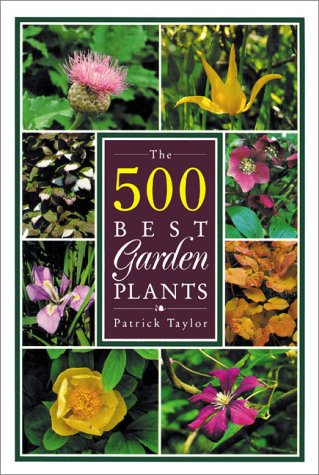 The
500
BEST
Garden
PLANTS
Patrick Taylor